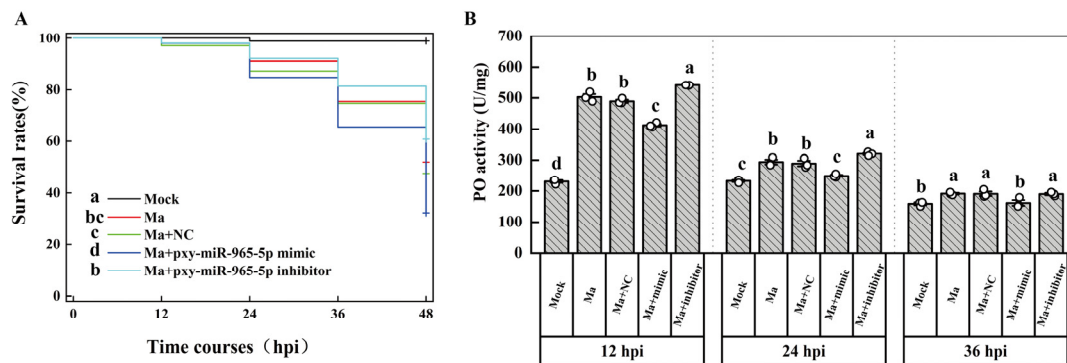 A
Survival rates(%)
100
80
60
40
20
0
a Mock
bc Ma
c Ma+NC
d Ma+pxy-miR-965-5p mimic
b Ma+pxy-miR-965-5p inhibitor
0 12 24 36 48
Time courses（hpi）
B
PO activity (U/mg)
700
600
500
400
300
200
100
0
d b b c a
c b b c a
b a a b a
Mock Ma Ma+NC Ma+mimic Ma+inhibitor
Mock Ma Ma+NC Ma+mimic Ma+inhibitor
Mock Ma Ma+NC Ma+mimic Ma+inhibitor
12 hpi 24 hpi 36 hpi